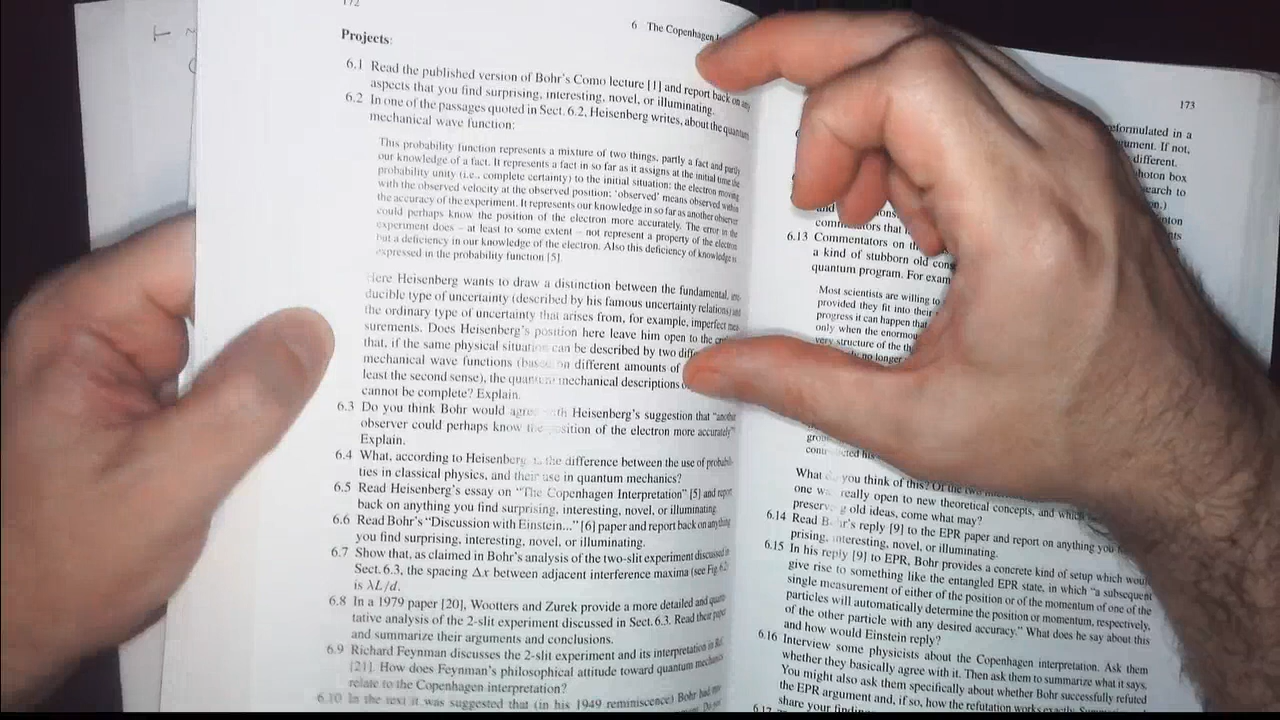 172
6 The Copenhagen
Projects:
6.1 Read the published version of Bohr's Como lecture [1] and report back on any
aspects that you find surprising, interesting, novel, or illuminating.
6.2 In one of the passages quoted in Sect. 6.2, Heisenberg writes, about the quantum
mechanical wave function:
This probability function represents a mixture of two things, partly a fact and partly
our knowledge of a fact. It represents a fact in so far as it assigns at the initial time the
probability unity (i.e., complete certainty) to the initial situation: the electron moving
with the observed velocity at the observed position; 'observed' means observed within
the accuracy of the experiment. It represents our knowledge in so far as another observer
could perhaps know the position of the electron more accurately. The error in the
experiment does – at least to some extent – not represent a property of the electron
but a deficiency in our knowledge of the electron. Also this deficiency of knowledge is
expressed in the probability function [5].
Here Heisenberg wants to draw a distinction between the fundamental,
ducible type of uncertainty (described by his famous uncertainty relations) and
the ordinary type of uncertainty that arises from, for example, imperfect mea
surements. Does Heisenberg's position here leave him open to the
that, if the same physical situation can be described by two
mechanical wave functions (based on different amounts of
least the second sense), the quantum mechanical descriptions
cannot be complete? Explain.
6.3 Do you think Bohr would agree with Heisenberg's suggestion that "another
observer could perhaps know the position of the electron more accurately"
Explain.
6.4 What, according to Heisenberg is the difference between the use of probabili-
ties in classical physics, and their use in quantum mechanics?
6.5 Read Heisenberg's essay on "The Copenhagen Interpretation" [5] and report
back on anything you find surprising, interesting, novel, or illuminating.
6.6 Read Bohr's "Discussion with Einstein..." [6] paper and report back on anything
you find surprising, interesting, novel, or illuminating.
6.7 Show that, as claimed in Bohr's analysis of the two-slit experiment discussed in
Sect. 6.3, the spacing Δx between adjacent interference maxima (see Fig. 6.2)
is λL/d.
6.8 In a 1979 paper [20], Wootters and Zurek provide a more detailed and quanti-
tative analysis of the 2-slit experiment discussed in Sect. 6.3. Read their paper
and summarize their arguments and conclusions.
6.9 Richard Feynman discusses the 2-slit experiment and its interpretation in Ref.
[21]. How does Feynman's philosophical attitude toward quantum mechanics
relate to the Copenhagen interpretation?
6.10 In the text it was suggested that (in his 1949 reminiscence) Bohr had
173
reformulated in a
If not,
different.
photon box
to
and
6.13 Commentators on
a kind of stubborn old
quantum program. For
Most scientists are willing to
provided they fit into their
progress it can happen that
only when the
very structure of
no longer
his
What do you think of this? Of the two
one was really open to new theoretical concepts, and which
preserving old ideas, come what may?
6.14 Read Bohr's reply [9] to the EPR paper and report on anything you
prising, interesting, novel, or illuminating.
6.15 In his reply [9] to EPR, Bohr provides a concrete kind of setup which would
give rise to something like the entangled EPR state, in which "a subsequent
single measurement of either of the position or of the momentum of one of the
particles will automatically determine the position or momentum, respectively,
of the other particle with any desired accuracy." What does he say about this
and how would Einstein reply?
6.16 Interview some physicists about the Copenhagen interpretation. Ask them
whether they basically agree with it. Then ask them to summarize what it says.
You might also ask them specifically about whether Bohr successfully refuted
the EPR argument and, if so, how the refutation works exactly.
share your